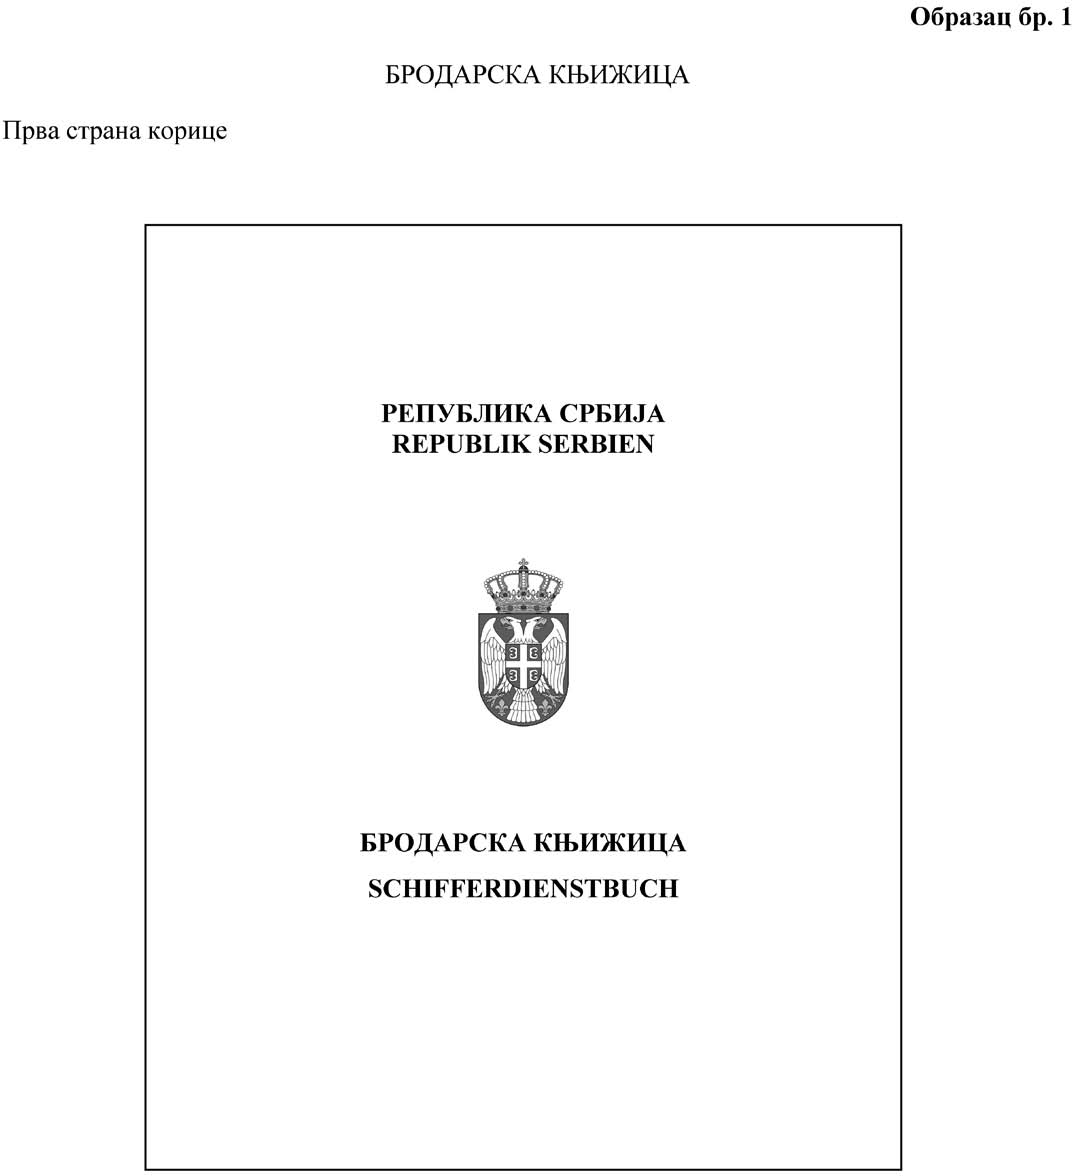 Образац бр. 1
БРОДАРСКА КЊИЖИЦА
Прва страна корице
РЕПУБЛИКА СРБИЈА
REPUBLIK SERBIEN
БРОДАРСКА КЊИЖИЦА
SCHIFFERDIENSTBUCH